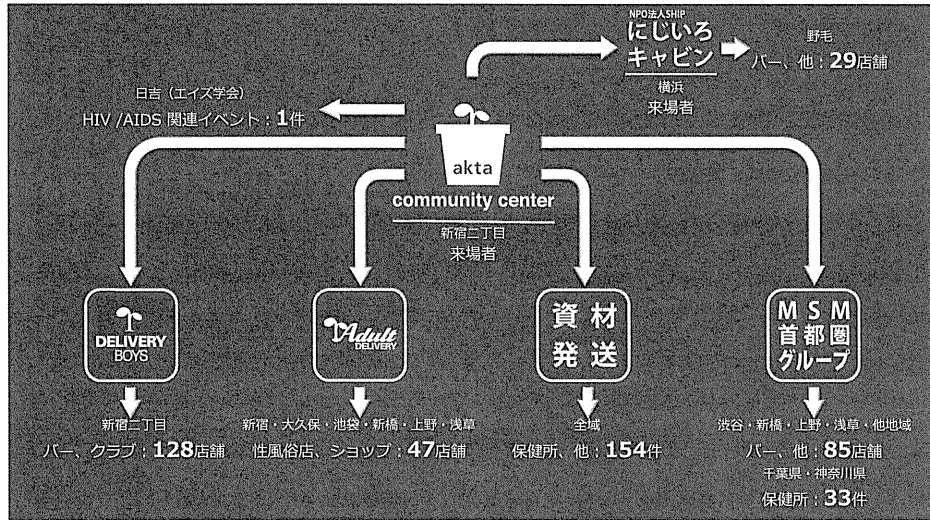 NPO法人SHIP
にじいろ
キャビン
横浜
来場者
野毛
バー、他：29店舗
日吉（エイズ学会）
HIV /AIDS 関連イベント：1件
akta
community center
新宿二丁目
来場者
DELIVERY
BOYS
新宿二丁目
バー、クラブ：128店舗
Adult
DELIVERY
新宿・大久保・池袋・新橋・上野・浅草
性風俗店、ショップ：47店舗
資材
発送
全域
保健所、他：154件
MSM
首都圏
グループ
渋谷・新橋・上野・浅草・他地域
バー、他：85店舗
千葉県・神奈川県
保健所：33件